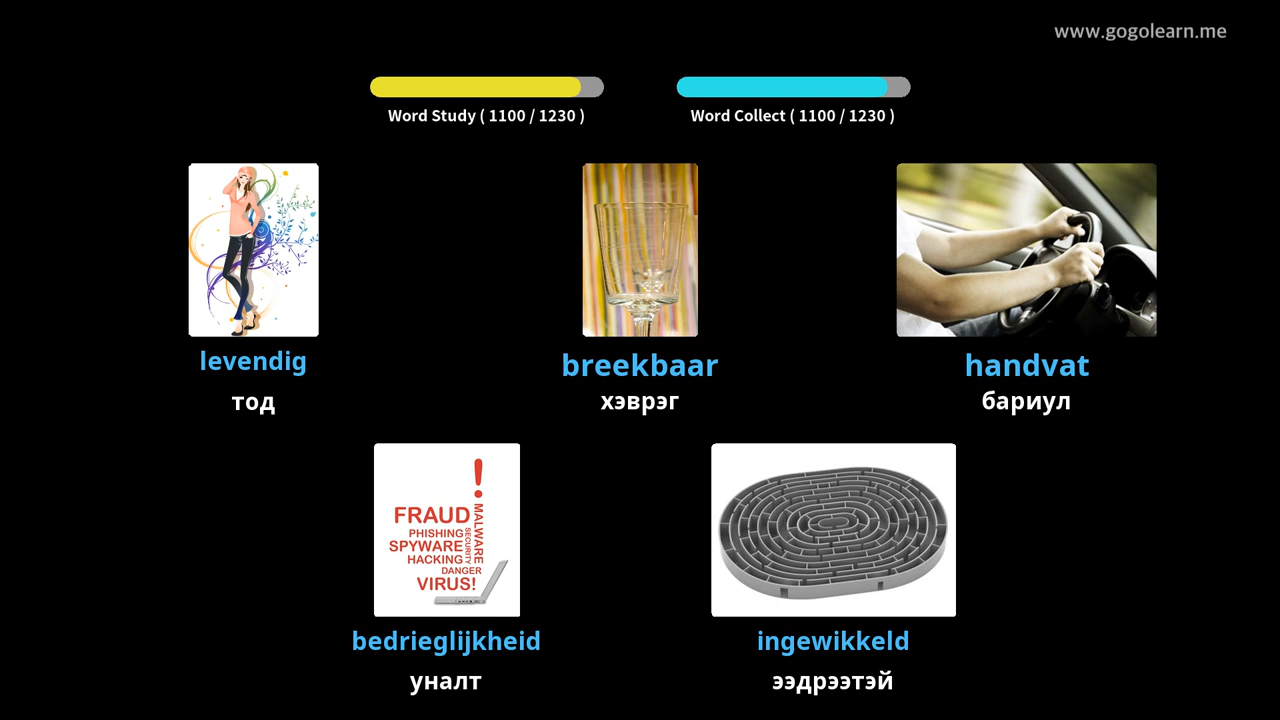 www.gogolearn.me
Word Study ( 1100 / 1230 )
Word Collect ( 1100 / 1230 )
levendig
тод
breekbaar
хэврэг
handvat
бариул
!
FRAUD
PHISHING
SPYWARE
HACKING
DANGER
VIRUS!
SECURITY
MALWARE
bedrieglijkheid
уналт
ingewikkeld
ээдрээтэй